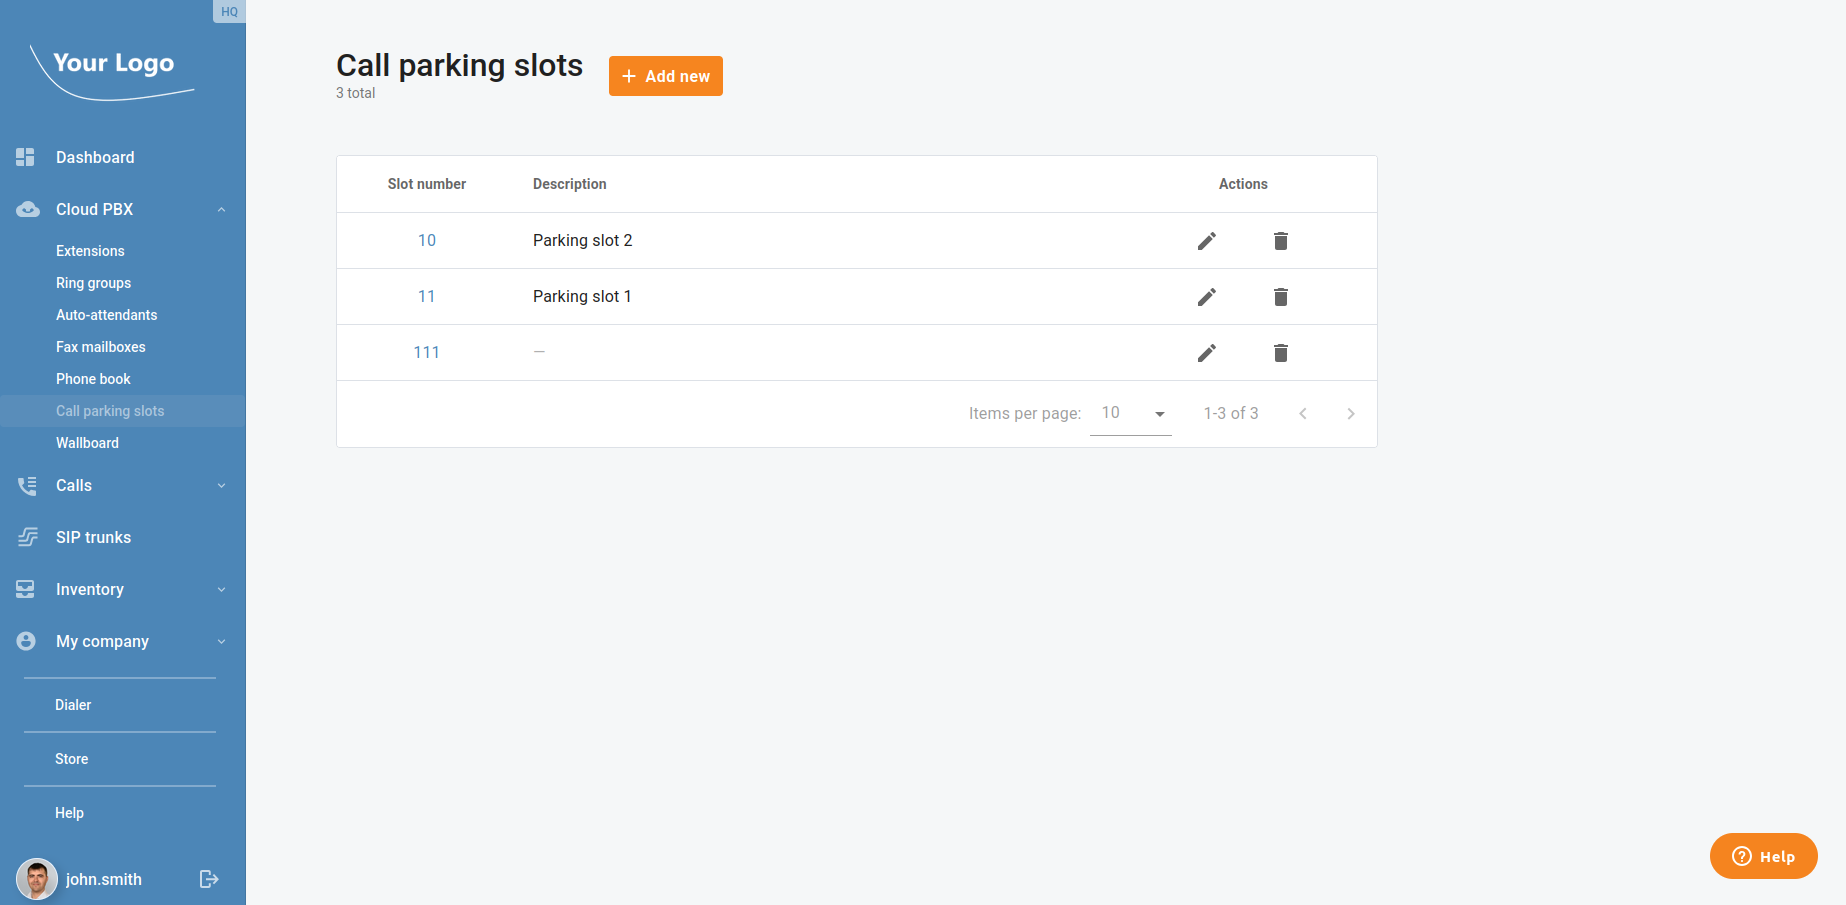 HQ
Your Logo
Dashboard
Cloud PBX
Extensions
Ring groups
Auto-attendants
Fax mailboxes
Phone book
Call parking slots
Wallboard
Calls
SIP trunks
Inventory
My company
Dialer
Store
Help
john.smith
Call parking slots
3 total
+ Add new
Slot number Description Actions
10 Parking slot 2
11 Parking slot 1
111 —
Items per page: 10 1-3 of 3
? Help